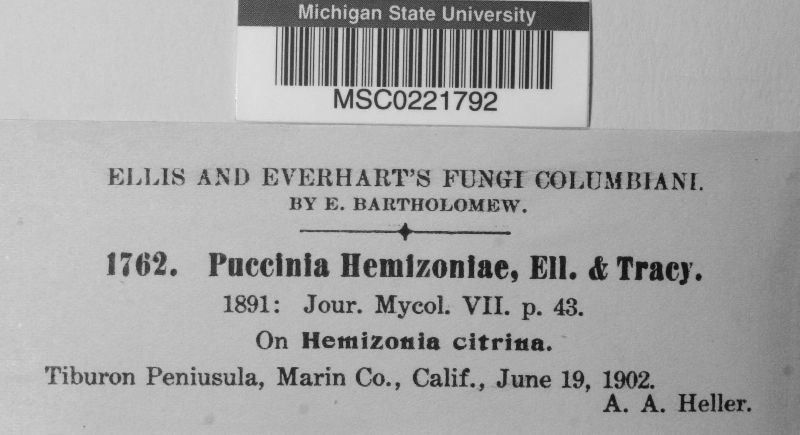 Michigan State University
MSC0221792
ELLIS AND EVERHART'S FUNGI COLUMBIANI.
BY E. BARTHOLOMEW.
1762. Puccinia Hemizoniae, Ell. & Tracy.
1891: Jour. Mycol. VII. p. 43.
On Hemizonia citrina.
Tiburon Peniusula, Marin Co., Calif., June 19, 1902.
A. A. Heller.